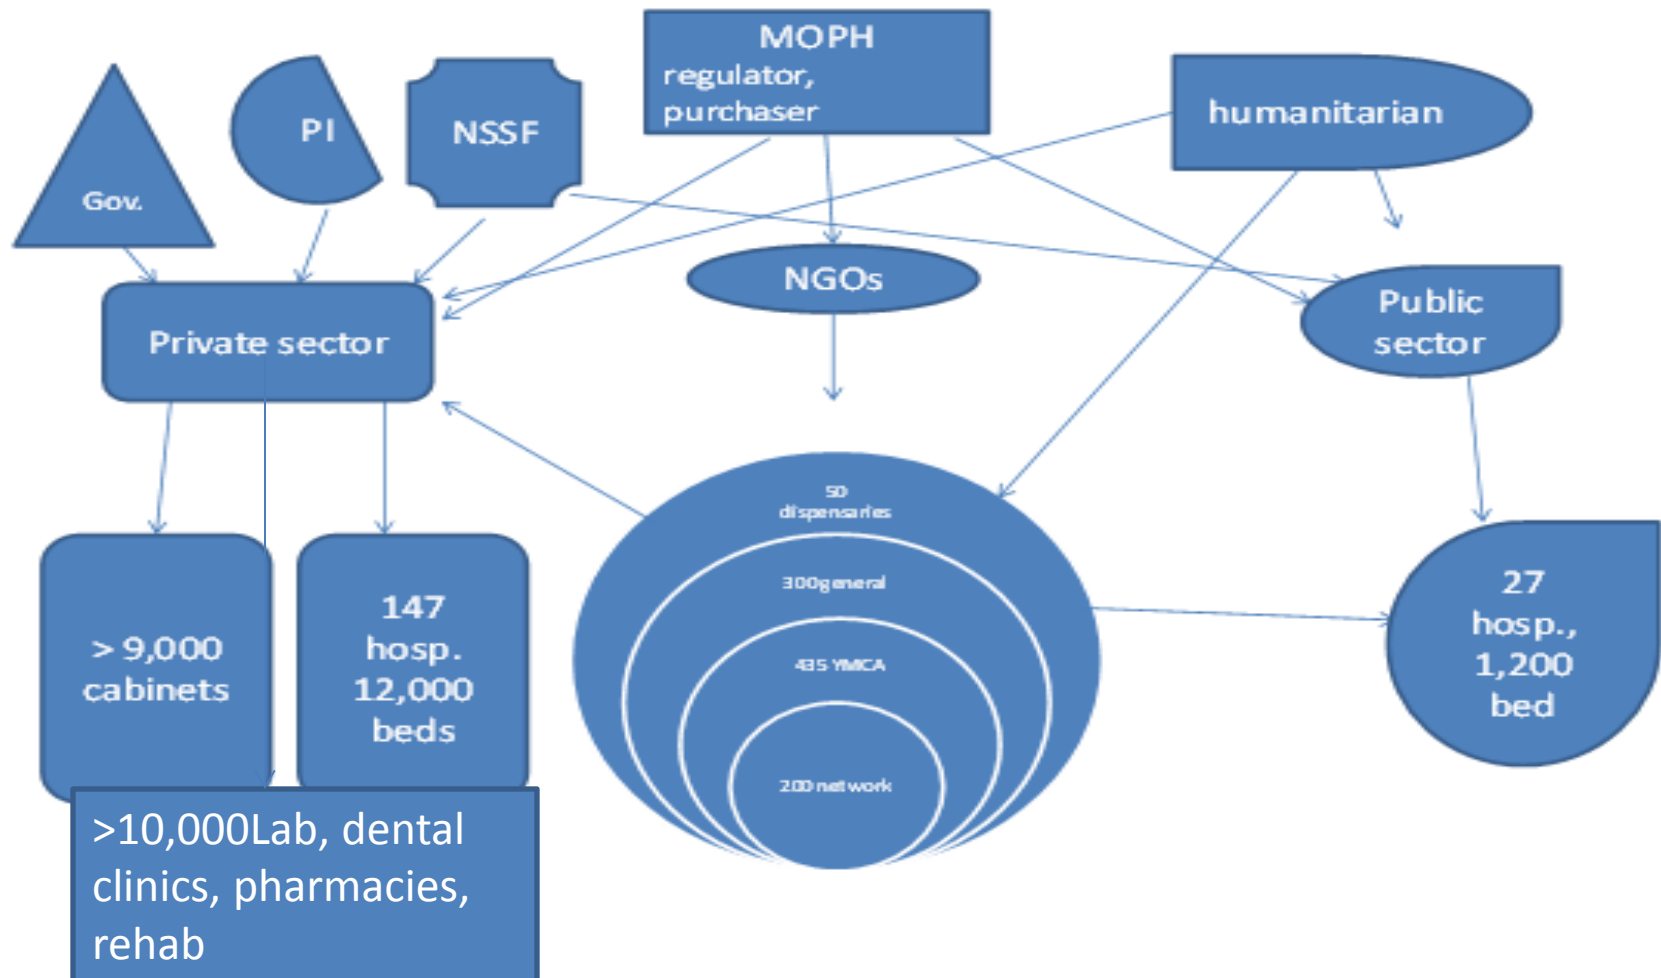 MOPH
regulator,
purchaser
Gov.
PI
NSSF
humanitarian
Private sector
NGOs
Public
sector
50
dispensaries
300general
435 YMCA
200 network
> 9,000
cabinets
147
hosp.
12,000
beds
27
hosp.,
1,200
bed
>10,000Lab, dental
clinics, pharmacies,
rehab